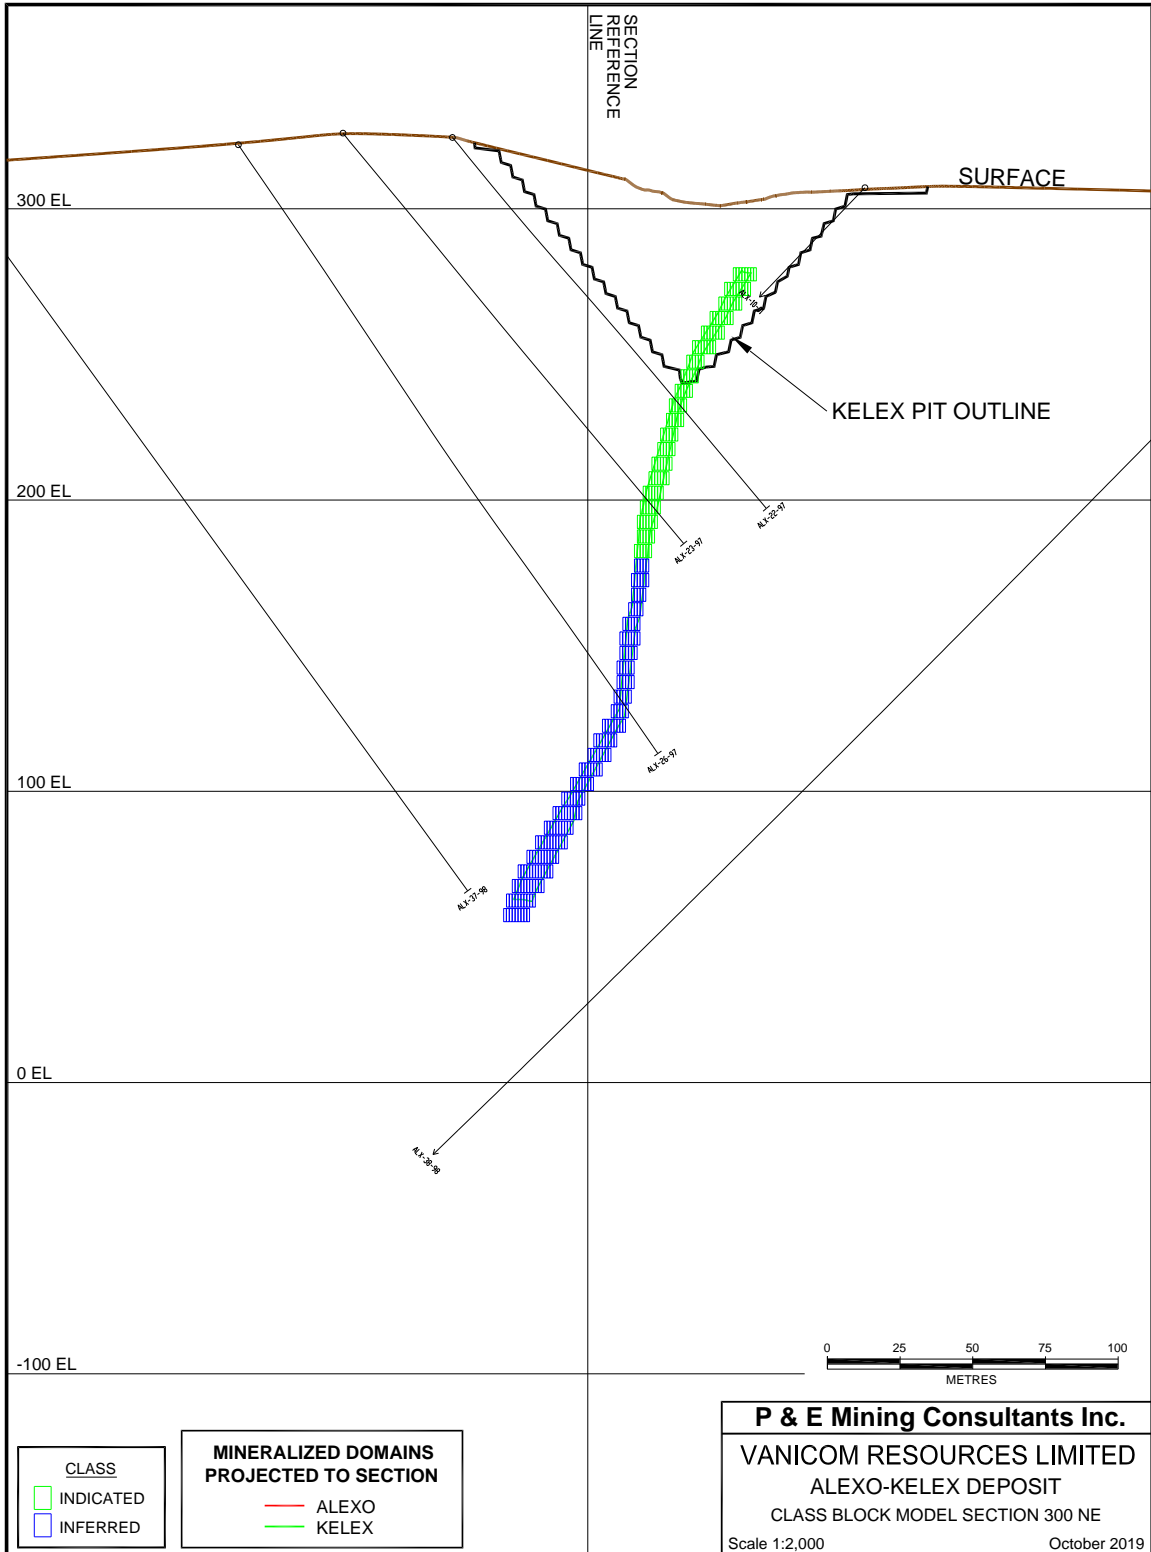 SECTION
REFERENCE
LINE
SURFACE
300 EL
ALX-10-
KELEX PIT OUTLINE
200 EL
ALX-22-97
ALX-23-97
ALX-26-97
100 EL
ALX-37-98
0 EL
ALX-38-98
-100 EL
0 25 50 75 100
METRES
CLASS
INDICATED
INFERRED
MINERALIZED DOMAINS
PROJECTED TO SECTION
ALEXO
KELEX
P & E Mining Consultants Inc.
VANICOM RESOURCES LIMITED
ALEXO-KELEX DEPOSIT
CLASS BLOCK MODEL SECTION 300 NE
Scale 1:2,000 October 2019